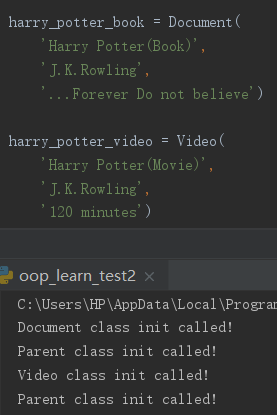 harry_potter_book = Document(
'Harry Potter(Book)',
'J.K.Rowling',
'...Forever Do not believe')
harry_potter_video = Video(
'Harry Potter(Movie)',
'J.K.Rowling',
'120 minutes')
oop_learn_test2 ×
C:\Users\HP\AppData\Local\Program
Document class init called!
Parent class init called!
Video class init called!
Parent class init called!